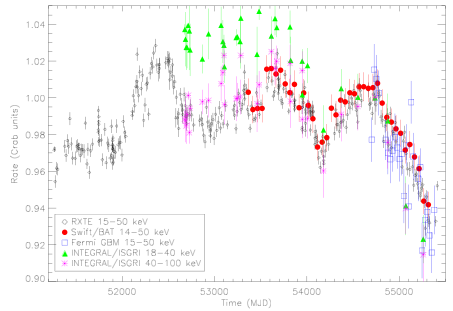 1.04
1.02
1.00
0.98
0.96
0.94
0.92
0.90
Rate (Crab units)
RXTE 15-50 keV
Swift/BAT 14-50 keV
Fermi GBM 15-50 keV
INTEGRAL/ISGRI 18-40 keV
INTEGRAL/ISGRI 40-100 keV
52000 53000 54000 55000
Time (MJD)